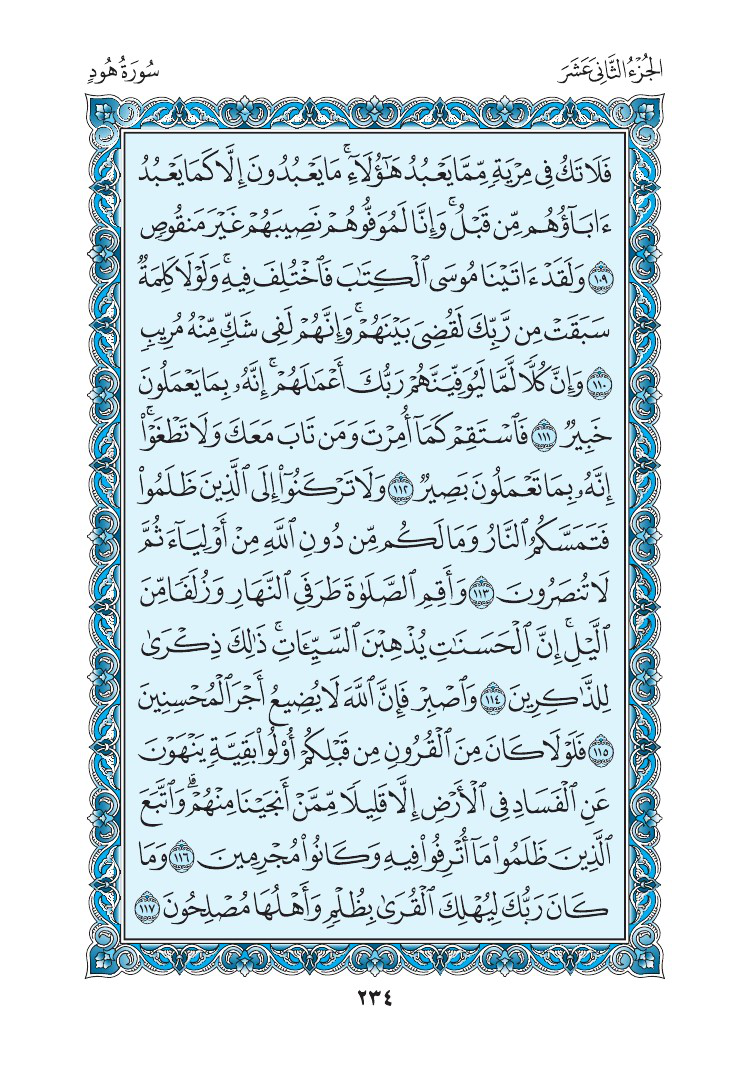 الجُزْءُ الثَّانِي عَشَرَ
سُورَةُ هُودٍ
فَلَا تَكُ فِي مِرْيَةٍ مِّمَّا يَعْبُدُ هَٰٓؤُلَآءِۚ مَا يَعْبُدُونَ إِلَّا كَمَا يَعْبُدُ
ءَابَآؤُهُم مِّن قَبْلُۚ وَإِنَّا لَمُوَفُّوهُمْ نَصِيبَهُمْ غَيْرَ مَنقُوصٍ
١٠٩ وَلَقَدْ ءَاتَيْنَا مُوسَى ٱلْكِتَٰبَ فَٱخْتُلِفَ فِيهِۚ وَلَوْلَا كَلِمَةٌ
سَبَقَتْ مِن رَّبِّكَ لَقُضِيَ بَيْنَهُمْۚ وَإِنَّهُمْ لَفِي شَكٍّ مِّنْهُ مُرِيبٍ
١١٠ وَإِنَّ كُلًّا لَّمَّا لَيُوَفِّيَنَّهُمْ رَبُّكَ أَعْمَٰلَهُمْۚ إِنَّهُۥ بِمَا يَعْمَلُونَ
خَبِيرٌ ١١١ فَٱسْتَقِمْ كَمَآ أُمِرْتَ وَمَن تَابَ مَعَكَ وَلَا تَطْغَوْا۟ۚ
إِنَّهُۥ بِمَا تَعْمَلُونَ بَصِيرٌ ١١٢ وَلَا تَرْكَنُوٓا۟ إِلَى ٱلَّذِينَ ظَلَمُوا۟
فَتَمَسَّكُمُ ٱلنَّارُ وَمَا لَكُم مِّن دُونِ ٱللَّهِ مِنْ أَوْلِيَآءَ ثُمَّ
لَا تُنصَرُونَ ١١٣ وَأَقِمِ ٱلصَّلَوٰةَ طَرَفَيِ ٱلنَّهَارِ وَزُلَفًا مِّنَ
ٱلَّيْلِۚ إِنَّ ٱلْحَسَنَٰتِ يُذْهِبْنَ ٱلسَّيِّـَٔاتِۚ ذَٰلِكَ ذِكْرَىٰ
لِلذَّٰكِرِينَ ١١٤ وَٱصْبِرْ فَإِنَّ ٱللَّهَ لَا يُضِيعُ أَجْرَ ٱلْمُحْسِنِينَ
١١٥ فَلَوْلَا كَانَ مِنَ ٱلْقُرُونِ مِن قَبْلِكُمْ أُو۟لُوا۟ بَقِيَّةٍ يَنْهَوْنَ
عَنِ ٱلْفَسَادِ فِي ٱلْأَرْضِ إِلَّا قَلِيلًا مِّمَّنْ أَنجَيْنَا مِنْهُمْۗ وَٱتَّبَعَ
ٱلَّذِينَ ظَلَمُوا۟ مَآ أُتْرِفُوا۟ فِيهِ وَكَانُوا۟ مُجْرِمِينَ ١١٦ وَمَا
كَانَ رَبُّكَ لِيُهْلِكَ ٱلْقُرَىٰ بِظُلْمٍ وَأَهْلُهَا مُصْلِحُونَ ١١٧
٢٣٤